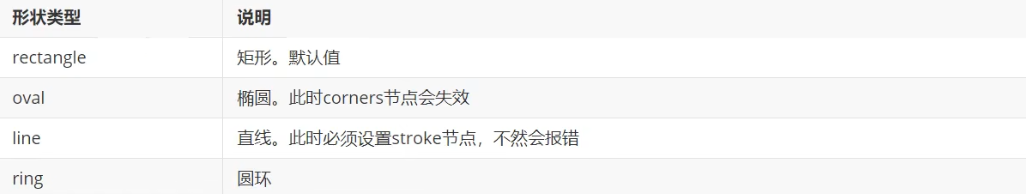 形状类型 说明
rectangle 矩形。默认值
oval 椭圆。此时corners节点会失效
line 直线。此时必须设置stroke节点，不然会报错
ring 圆环